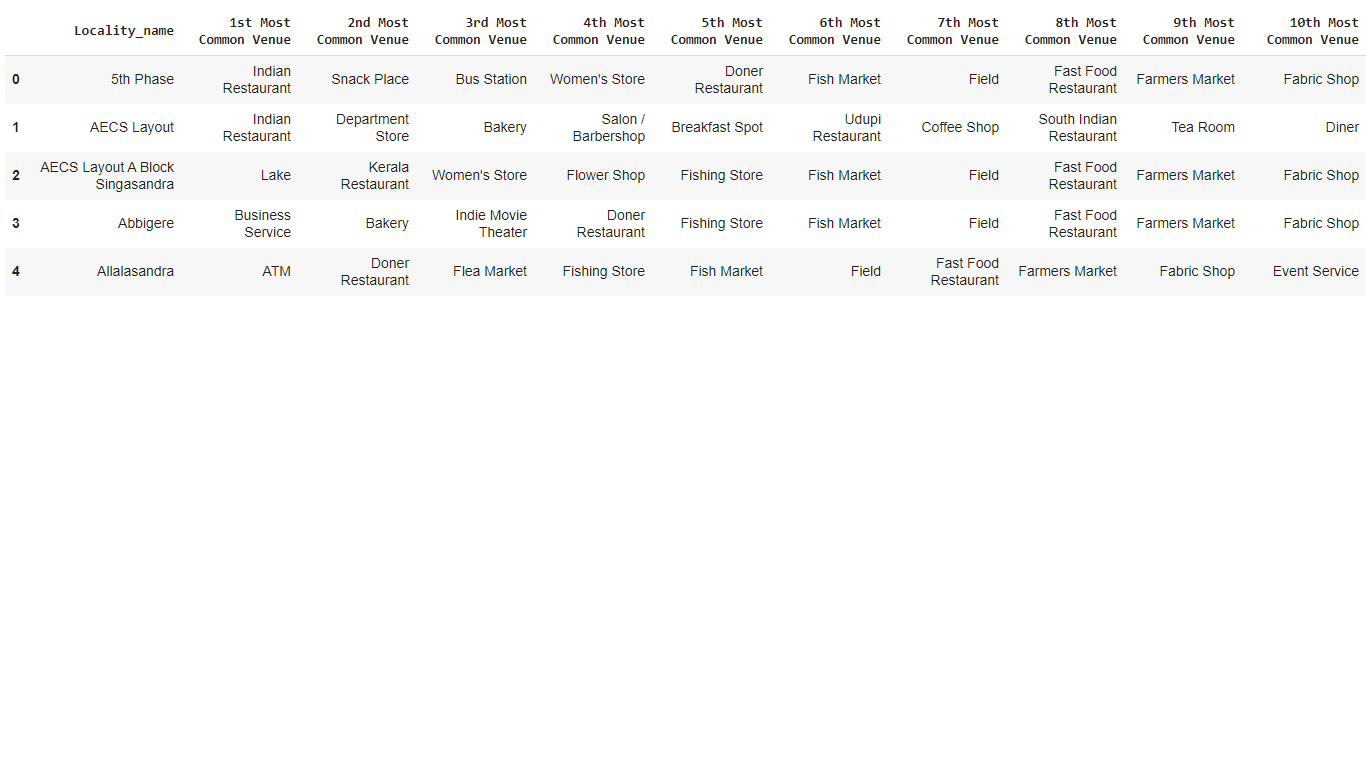 Locality_name 1st Most Common Venue 2nd Most Common Venue 3rd Most Common Venue 4th Most Common Venue 5th Most Common Venue 6th Most Common Venue 7th Most Common Venue 8th Most Common Venue 9th Most Common Venue 10th Most Common Venue
0 5th Phase Indian Restaurant Snack Place Bus Station Women's Store Doner Restaurant Fish Market Field Fast Food Restaurant Farmers Market Fabric Shop
1 AECS Layout Indian Restaurant Department Store Bakery Salon / Barbershop Breakfast Spot Udupi Restaurant Coffee Shop South Indian Restaurant Tea Room Diner
2 AECS Layout A Block Singasandra Lake Kerala Restaurant Women's Store Flower Shop Fishing Store Fish Market Field Fast Food Restaurant Farmers Market Fabric Shop
3 Abbigere Business Service Bakery Indie Movie Theater Doner Restaurant Fishing Store Fish Market Field Fast Food Restaurant Farmers Market Fabric Shop
4 Allalasandra ATM Doner Restaurant Flea Market Fishing Store Fish Market Field Fast Food Restaurant Farmers Market Fabric Shop Event Service